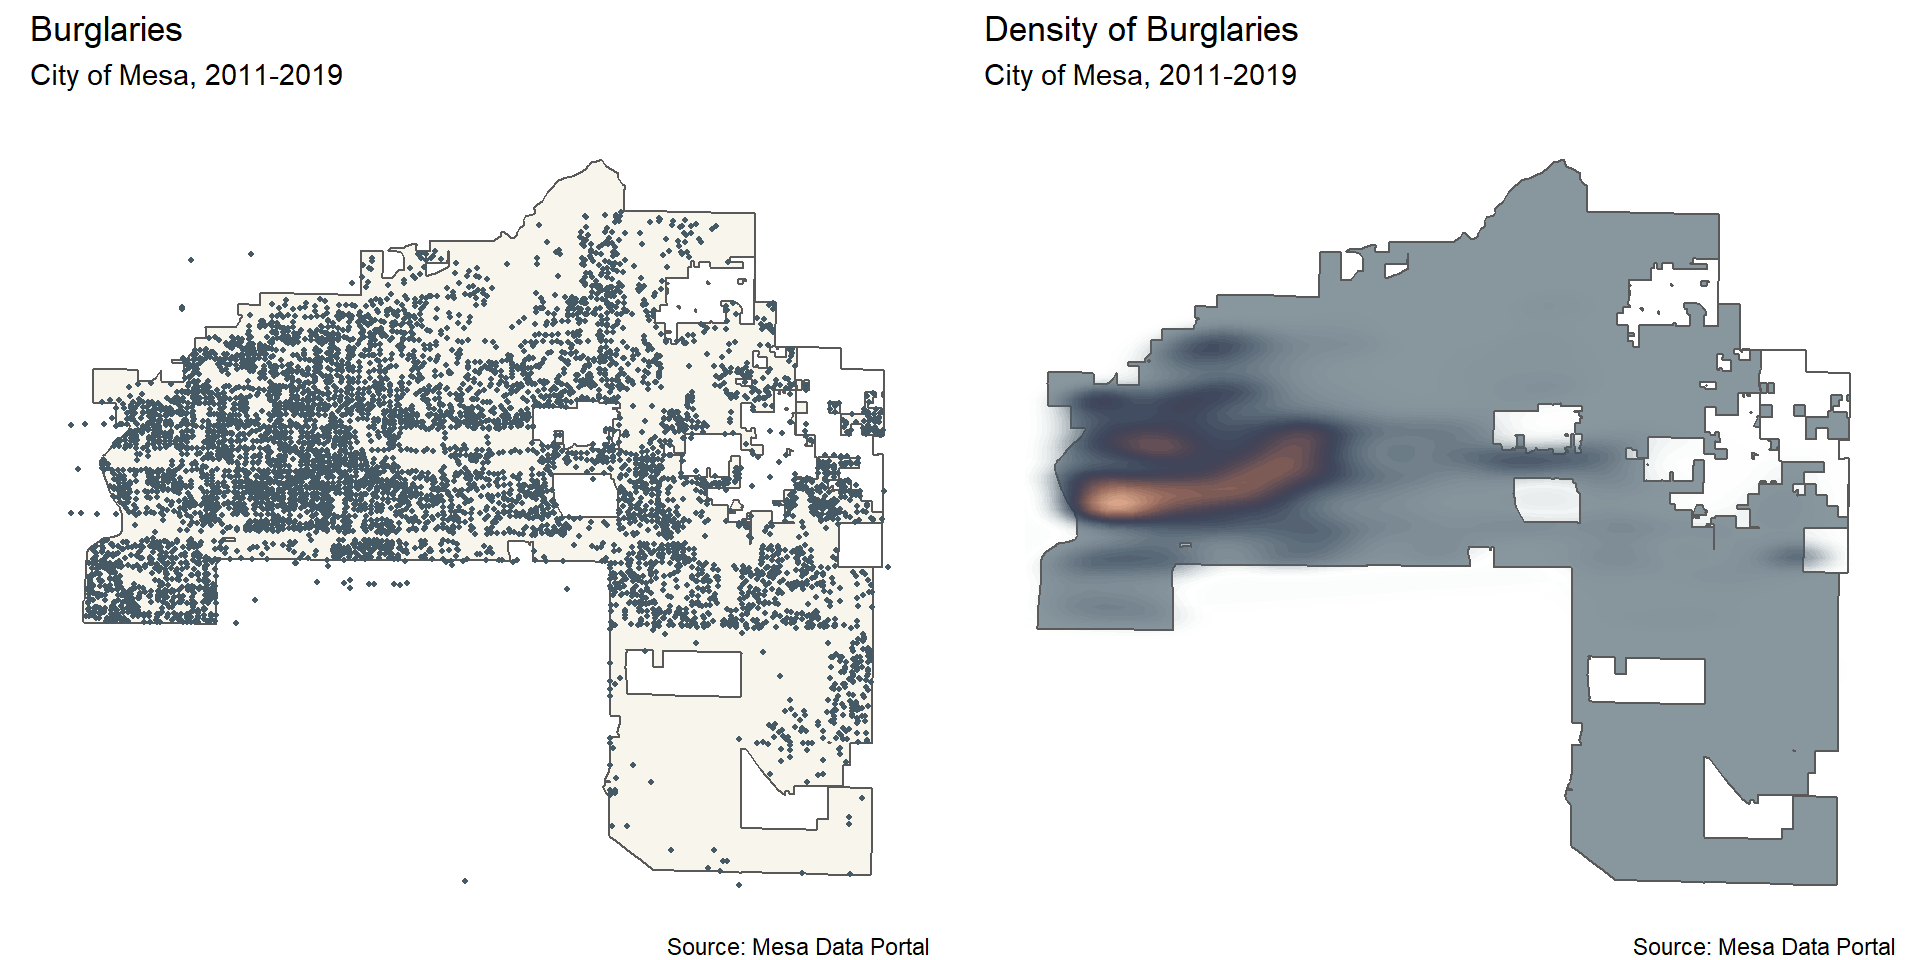 Burglaries
City of Mesa, 2011-2019
Source: Mesa Data Portal
Density of Burglaries
City of Mesa, 2011-2019
Source: Mesa Data Portal